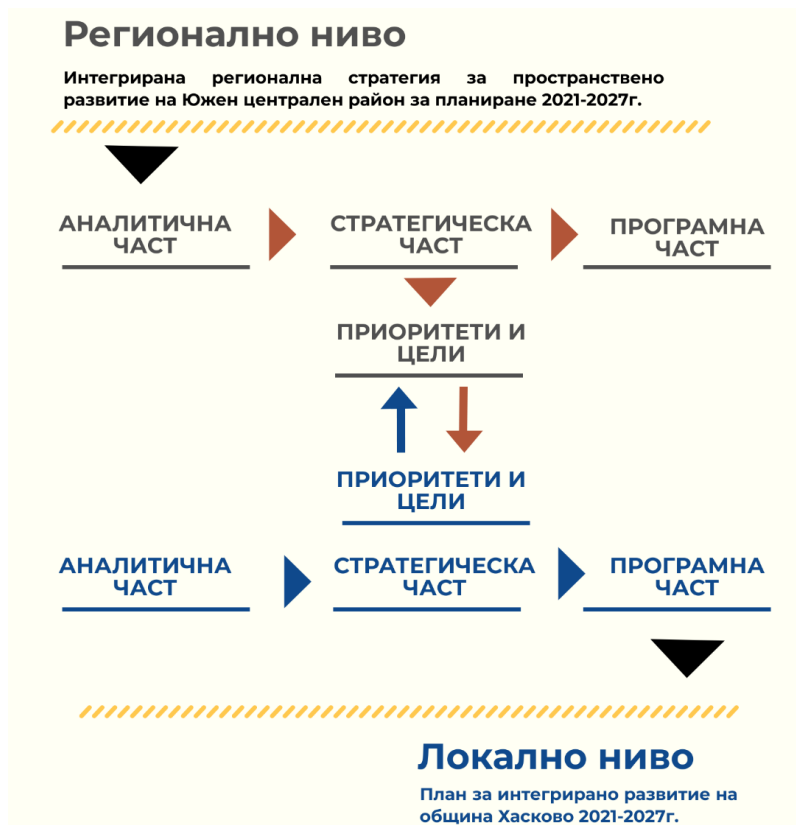 Регионално ниво
Интегрирана регионална стратегия за пространствено
развитие на Южен централен район за планиране 2021-2027г.
АНАЛИТИЧНА
ЧАСТ
СТРАТЕГИЧЕСКА
ЧАСТ
ПРОГРАМНА
ЧАСТ
ПРИОРИТЕТИ И
ЦЕЛИ
ПРИОРИТЕТИ И
ЦЕЛИ
АНАЛИТИЧНА
ЧАСТ
СТРАТЕГИЧЕСКА
ЧАСТ
ПРОГРАМНА
ЧАСТ
Локално ниво
План за интегрирано развитие на
община Хасково 2021-2027г.